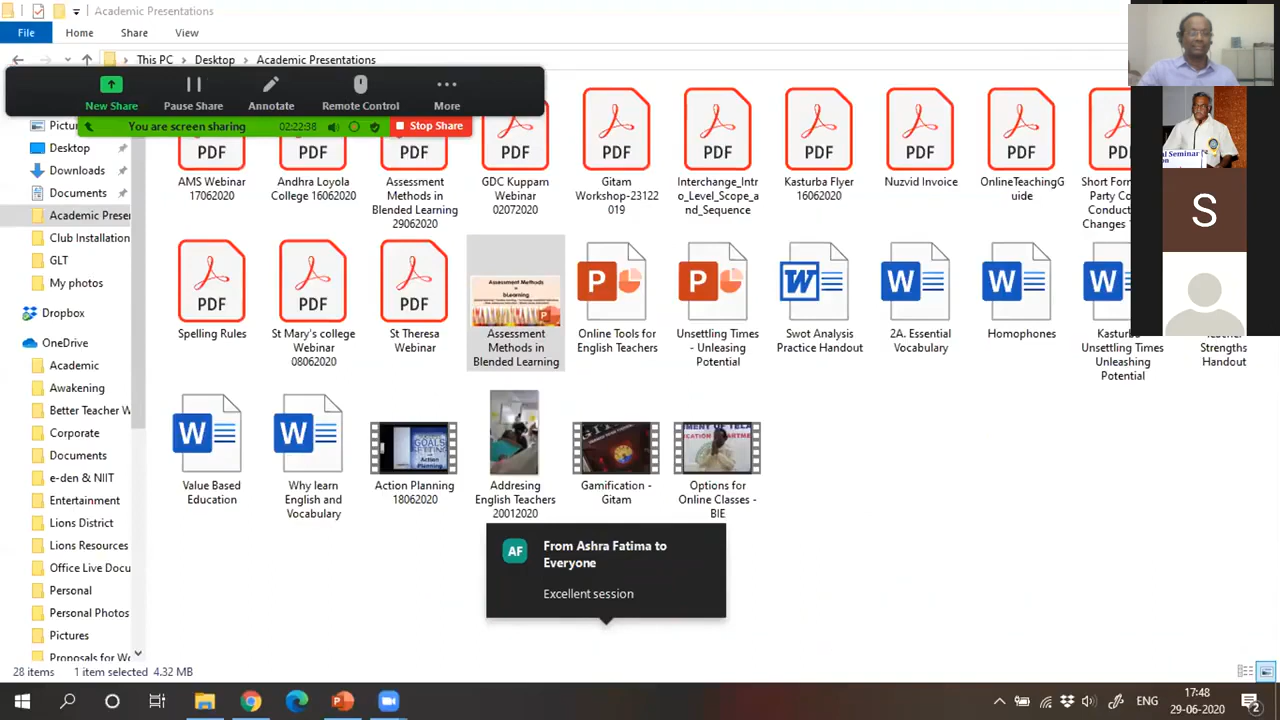 Academic Presentations
File Home Share View
This PC > Desktop > Academic Presentations
New Share Pause Share Annotate Remote Control More
You are screen sharing 02:22:38 Stop Share
Desktop
Downloads
Documents
Academic Preser
Club Installation
GLT
My photos
Dropbox
OneDrive
Academic
Awakening
Better Teacher W
Corporate
Documents
e-den & NIIT
Entertainment
Lions District
Lions Resources
Office Live Docu
Personal
Personal Photos
Pictures
Proposals for Wo
PDF PDF PDF PDF PDF PDF PDF PDF PDF PDF
AMS Webinar
17062020
Andhra Loyola
College 16062020
Assessment
Methods in
Blended Learning
29062020
GDC Kuppam
Webinar
02072020
Gitam
Workshop-23122
019
Interchange_Intr
o_Level_Scope_a
nd_Sequence
Kasturba Flyer
16062020
Nuzvid Invoice
OnlineTeachingG
uide
Short Form
Party Co
Conduct
Changes
PDF PDF PDF
Spelling Rules
St Mary's college
Webinar
08062020
St Theresa
Webinar
Assessment Methods
in
bLearning
Assessment
Methods in
Blended Learning
Online Tools for
English Teachers
Unsettling Times
- Unleasing
Potential
Swot Analysis
Practice Handout
2A. Essential
Vocabulary
Homophones
Kasturb
Unsettling Times
Unleashing
Potential
Strengths
Handout
Value Based
Education
Why learn
English and
Vocabulary
Action Planning
18062020
Addresing
English Teachers
20012020
Gamification -
Gitam
Options for
Online Classes -
BIE
AF
From Ashra Fatima to
Everyone
Excellent session
S
28 items 1 item selected 4.32 MB
ENG
17:48
29-06-2020
2